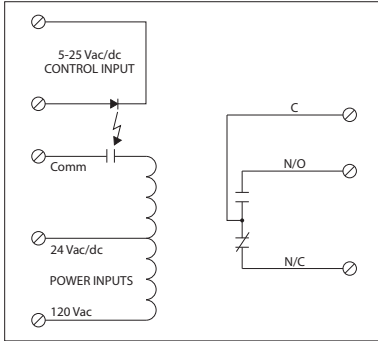 5-25 Vac/dc
CONTROL INPUT
C
Comm
N/O
24 Vac/dc
N/C
POWER INPUTS
120 Vac